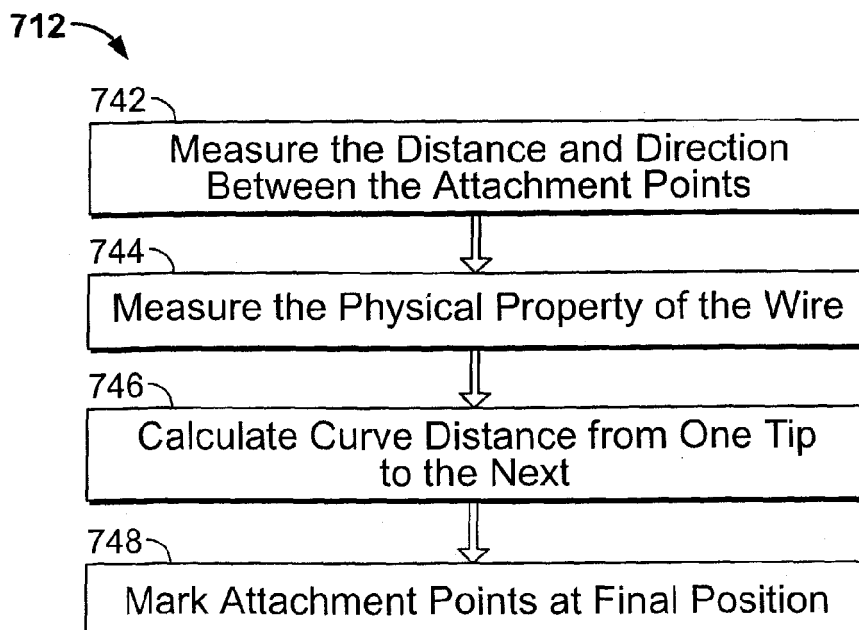 712
742
Measure the Distance and Direction
Between the Attachment Points
744
Measure the Physical Property of the Wire
746
Calculate Curve Distance from One Tip
to the Next
748
Mark Attachment Points at Final Position